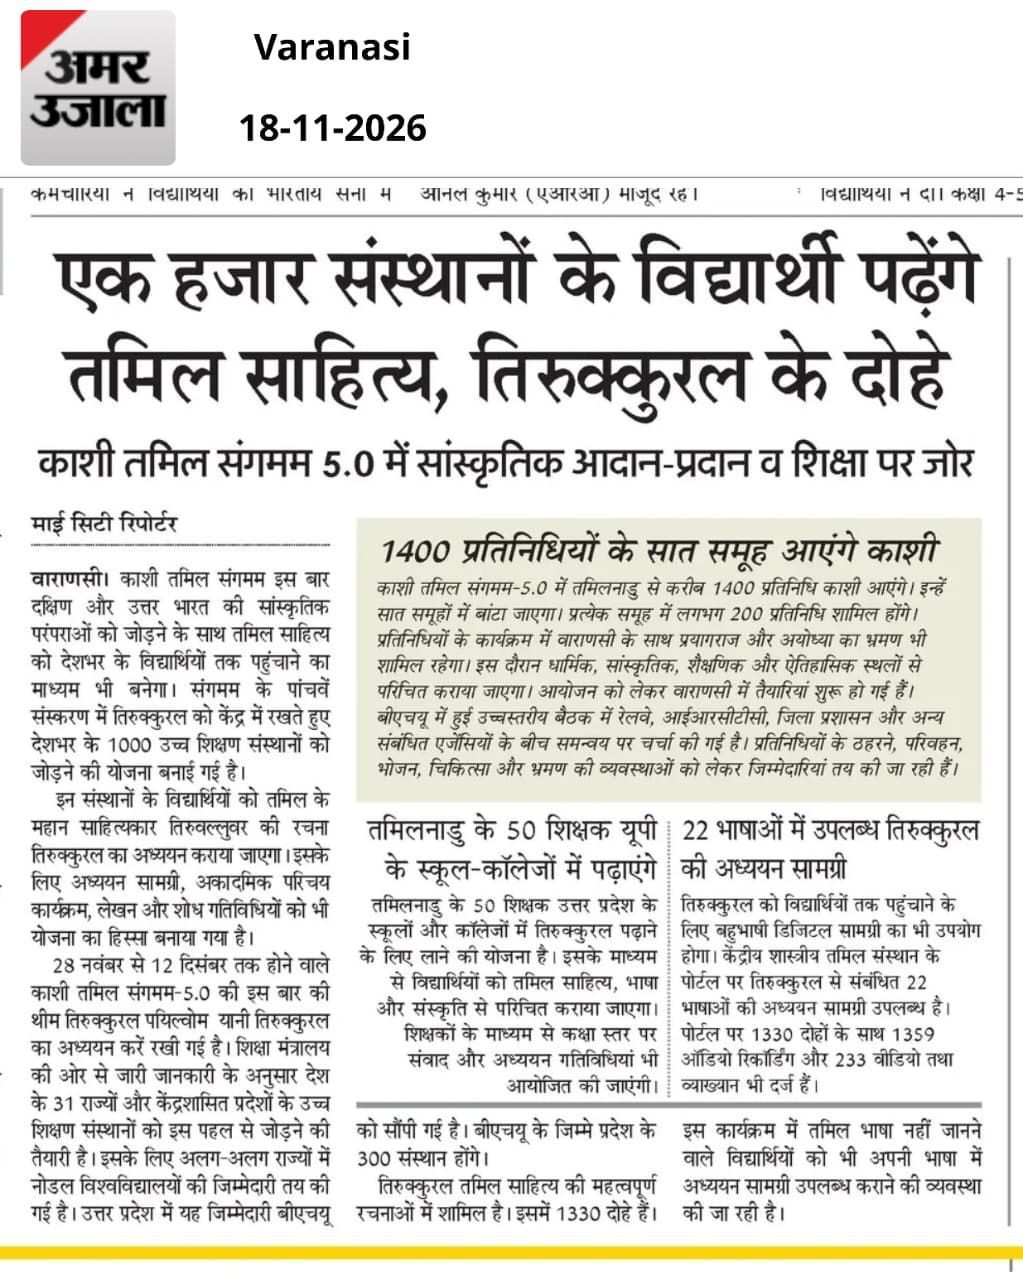 अमर
उजाला
Varanasi
18-11-2026
कर्मचारियों ने विद्यार्थियों को भारतीय सेना में
अनिल कुमार (एआरओ) मौजूद रहे।
विद्यार्थियों ने दी। कक्षा 4-5
एक हजार संस्थानों के विद्यार्थी पढ़ेंगे
तमिल साहित्य, तिरुक्कुरल के दोहे
काशी तमिल संगमम 5.0 में सांस्कृतिक आदान-प्रदान व शिक्षा पर जोर
माई सिटी रिपोर्टर
वाराणसी। काशी तमिल संगमम इस बार
दक्षिण और उत्तर भारत की सांस्कृतिक
परंपराओं को जोड़ने के साथ तमिल साहित्य
को देशभर के विद्यार्थियों तक पहुंचाने का
माध्यम भी बनेगा। संगमम के पांचवें
संस्करण में तिरुक्कुरल को केंद्र में रखते हुए
देशभर के 1000 उच्च शिक्षण संस्थानों को
जोड़ने की योजना बनाई गई है।
इन संस्थानों के विद्यार्थियों को तमिल के
महान साहित्यकार तिरुवल्लुवर की रचना
तिरुक्कुरल का अध्ययन कराया जाएगा। इसके
लिए अध्ययन सामग्री, अकादमिक परिचय
कार्यक्रम, लेखन और शोध गतिविधियों को भी
योजना का हिस्सा बनाया गया है।
28 नवंबर से 12 दिसंबर तक होने वाले
काशी तमिल संगमम-5.0 की इस बार की
थीम तिरुक्कुरल पयिल्वोम यानी तिरुक्कुरल
का अध्ययन करें रखी गई है। शिक्षा मंत्रालय
की ओर से जारी जानकारी के अनुसार देश
के 31 राज्यों और केंद्रशासित प्रदेशों के उच्च
शिक्षण संस्थानों को इस पहल से जोड़ने की
तैयारी है। इसके लिए अलग-अलग राज्यों में
नोडल विश्वविद्यालयों की जिम्मेदारी तय की
गई है। उत्तर प्रदेश में यह जिम्मेदारी बीएचयू
1400 प्रतिनिधियों के सात समूह आएंगे काशी
काशी तमिल संगमम-5.0 में तमिलनाडु से करीब 1400 प्रतिनिधि काशी आएंगे। इन्हें
सात समूहों में बांटा जाएगा। प्रत्येक समूह में लगभग 200 प्रतिनिधि शामिल होंगे।
प्रतिनिधियों के कार्यक्रम में वाराणसी के साथ प्रयागराज और अयोध्या का भ्रमण भी
शामिल रहेगा। इस दौरान धार्मिक, सांस्कृतिक, शैक्षणिक और ऐतिहासिक स्थलों से
परिचित कराया जाएगा। आयोजन को लेकर वाराणसी में तैयारियां शुरू हो गई हैं।
बीएचयू में हुई उच्चस्तरीय बैठक में रेलवे, आईआरसीटीसी, जिला प्रशासन और अन्य
संबंधित एजेंसियों के बीच समन्वय पर चर्चा की गई है। प्रतिनिधियों के ठहरने, परिवहन,
भोजन, चिकित्सा और भ्रमण की व्यवस्थाओं को लेकर जिम्मेदारियां तय की जा रही हैं।
तमिलनाडु के 50 शिक्षक यूपी
के स्कूल-कॉलेजों में पढ़ाएंगे
तमिलनाडु के 50 शिक्षक उत्तर प्रदेश के
स्कूलों और कॉलेजों में तिरुक्कुरल पढ़ाने
के लिए लाने की योजना है। इसके माध्यम
से विद्यार्थियों को तमिल साहित्य, भाषा
और संस्कृति से परिचित कराया जाएगा।
शिक्षकों के माध्यम से कक्षा स्तर पर
संवाद और अध्ययन गतिविधियां भी
आयोजित की जाएंगी।
22 भाषाओं में उपलब्ध तिरुक्कुरल
की अध्ययन सामग्री
तिरुक्कुरल को विद्यार्थियों तक पहुंचाने के
लिए बहुभाषी डिजिटल सामग्री का भी उपयोग
होगा। केंद्रीय शास्त्रीय तमिल संस्थान के
पोर्टल पर तिरुक्कुरल से संबंधित 22
भाषाओं की अध्ययन सामग्री उपलब्ध है।
पोर्टल पर 1330 दोहों के साथ 1359
ऑडियो रिकॉर्डिंग और 233 वीडियो तथा
व्याख्यान भी दर्ज हैं।
को सौंपी गई है। बीएचयू के जिम्मे प्रदेश के
300 संस्थान होंगे।
तिरुक्कुरल तमिल साहित्य की महत्वपूर्ण
रचनाओं में शामिल है। इसमें 1330 दोहे हैं।
इस कार्यक्रम में तमिल भाषा नहीं जानने
वाले विद्यार्थियों को भी अपनी भाषा में
अध्ययन सामग्री उपलब्ध कराने की व्यवस्था
की जा रही है।